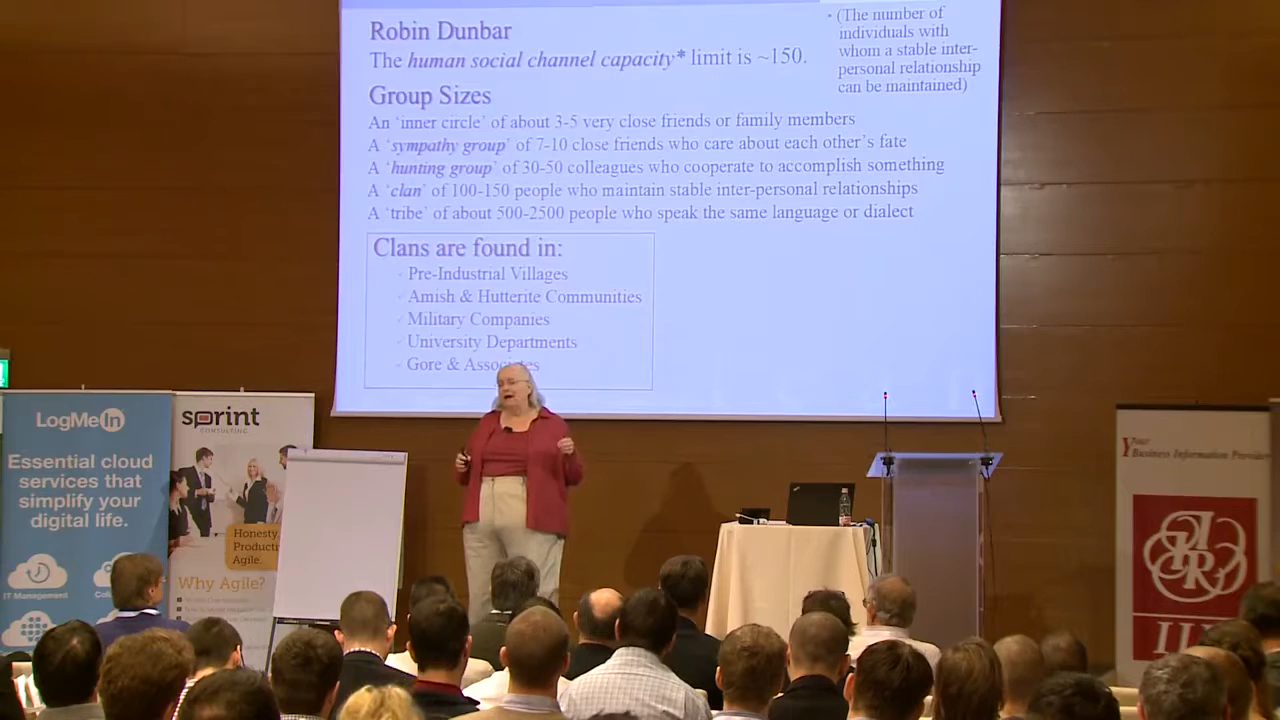 Robin Dunbar
The human social channel capacity* limit is ~150.
- (The number of
individuals with
whom a stable inter-
personal relationship
can be maintained)
Group Sizes
An 'inner circle' of about 3-5 very close friends or family members
A 'sympathy group' of 7-10 close friends who care about each other's fate
A 'hunting group' of 30-50 colleagues who cooperate to accomplish something
A 'clan' of 100-150 people who maintain stable inter-personal relationships
A 'tribe' of about 500-2500 people who speak the same language or dialect
Clans are found in:
Pre-Industrial Villages
Amish & Hutterite Communities
Military Companies
University Departments
Gore & Associates
LogMeIn
Essential cloud
services that
simplify your
digital life.
IT Management
sprint
CONSULTING
Honesty
Agile.
Why Agile?
Your
Business Information Provider
IIR